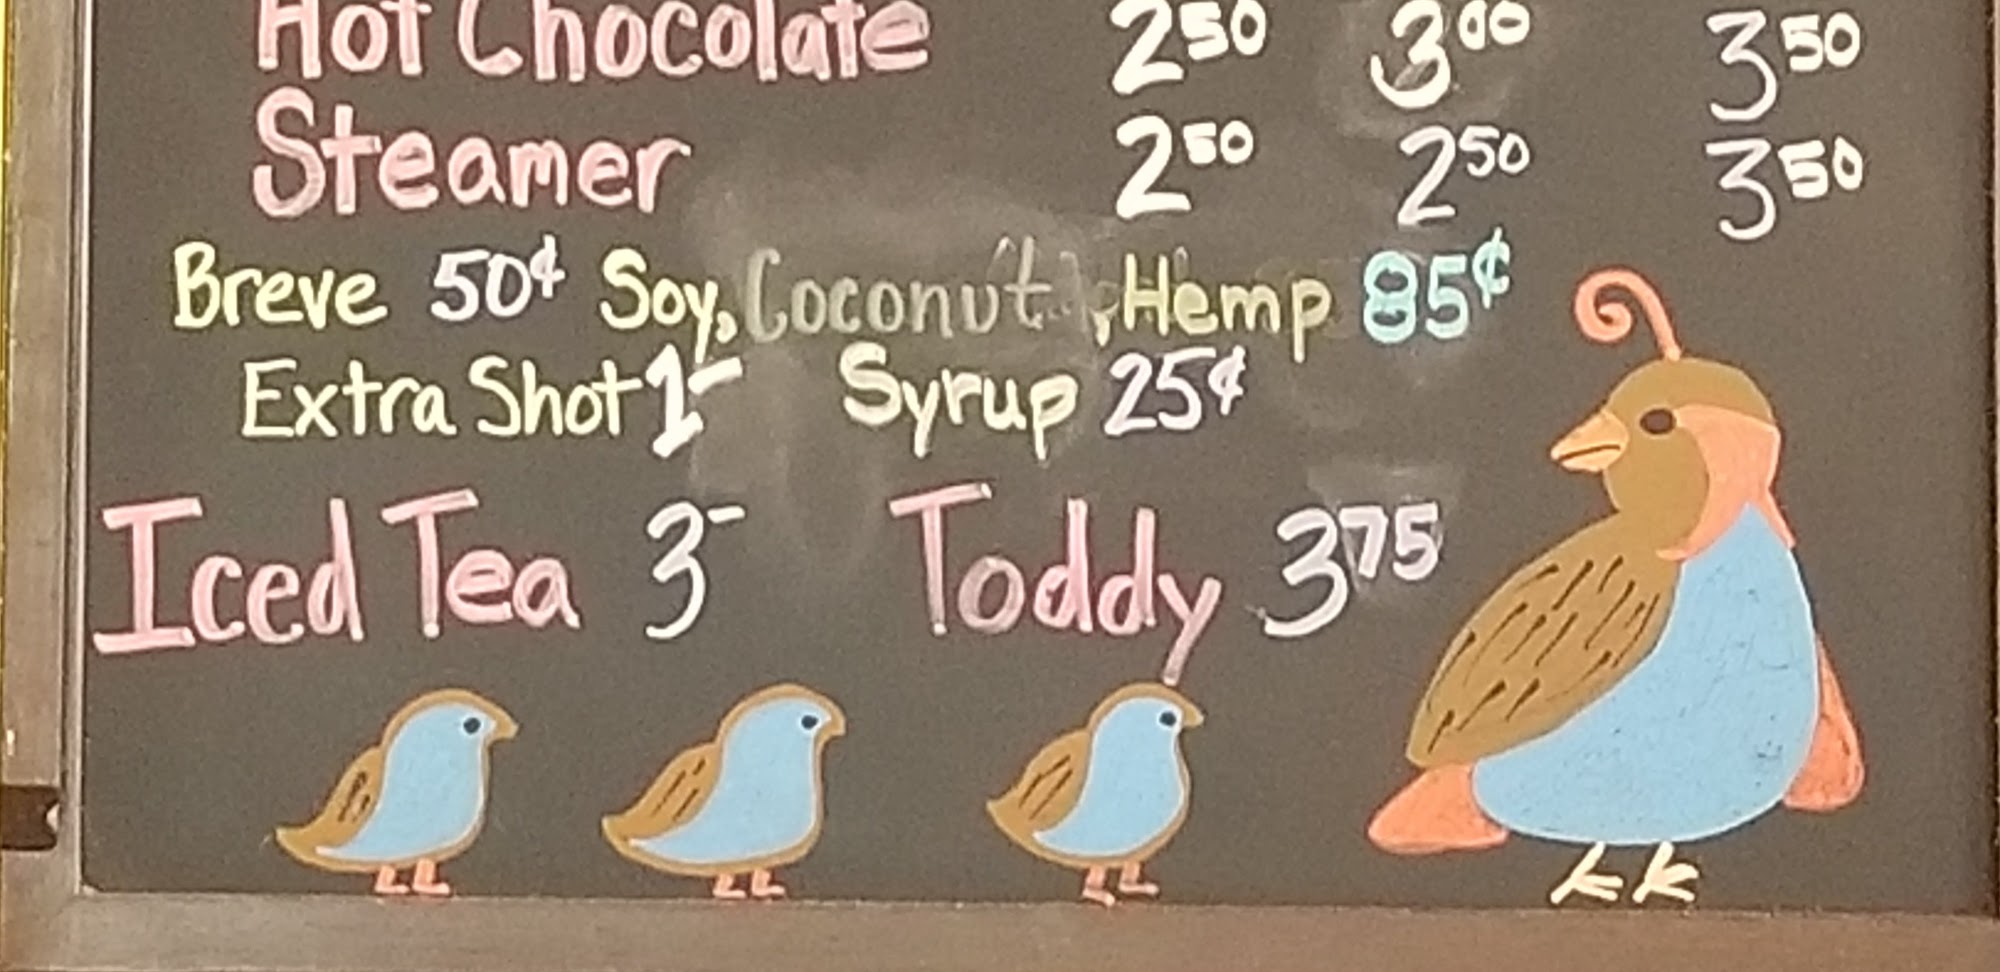 Hot Chocolate 2⁵⁰ 3⁰⁰ 3⁵⁰
Steamer 2⁵⁰ 2⁵⁰ 3⁵⁰
Breve 50¢ Soy, Coconut, Hemp 85¢
Extra Shot 1- Syrup 25¢
Iced Tea 3- Toddy 3⁷⁵